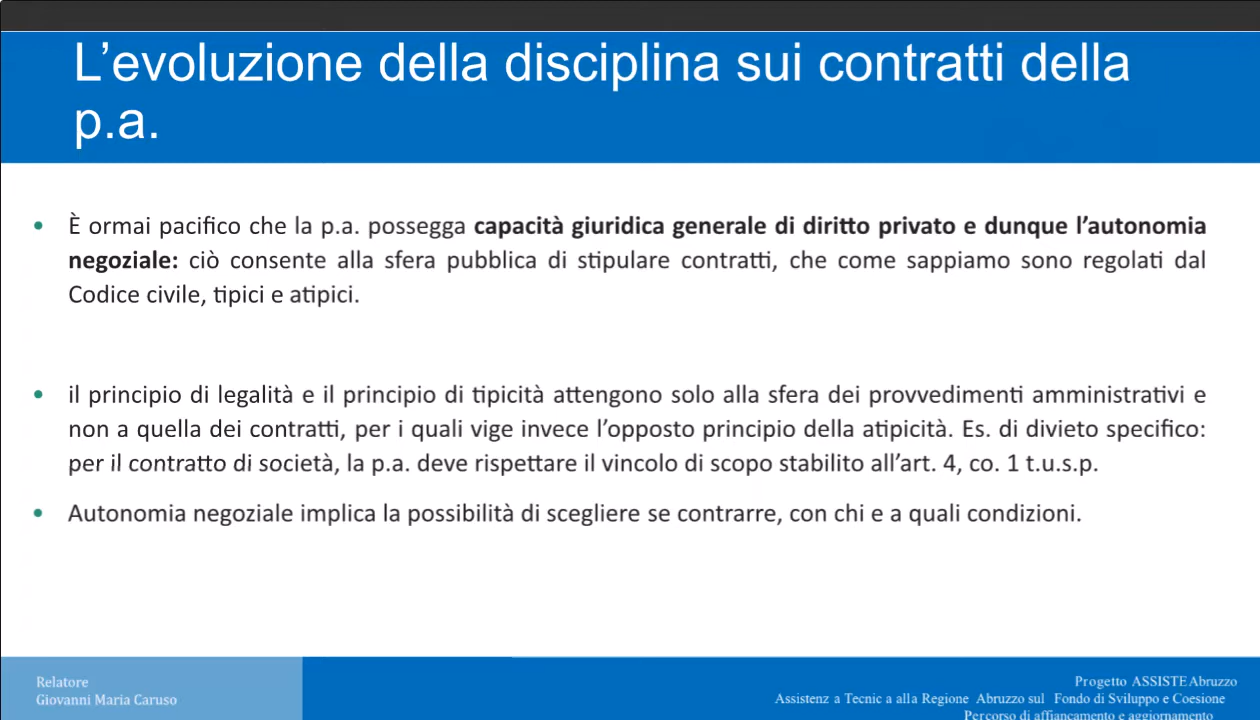 L’evoluzione della disciplina sui contratti della
p.a.
• È ormai pacifico che la p.a. possegga capacità giuridica generale di diritto privato e dunque l’autonomia
negoziale: ciò consente alla sfera pubblica di stipulare contratti, che come sappiamo sono regolati dal
Codice civile, tipici e atipici.
• il principio di legalità e il principio di tipicità attengono solo alla sfera dei provvedimenti amministrativi e
non a quella dei contratti, per i quali vige invece l’opposto principio della atipicità. Es. di divieto specifico:
per il contratto di società, la p.a. deve rispettare il vincolo di scopo stabilito all’art. 4, co. 1 t.u.s.p.
• Autonomia negoziale implica la possibilità di scegliere se contrarre, con chi e a quali condizioni.
Relatore
Giovanni Maria Caruso
Progetto ASSISTE Abruzzo
Assistenz a Tecnic a alla Regione Abruzzo sul Fondo di Sviluppo e Coesione
Percorso di affiancamento e aggiornamento